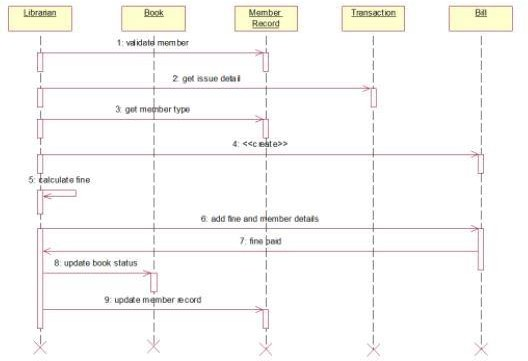 Librarian
Book
Member
Record
Transaction
Bill
1: validate member
2: get issue detail
3: get member type
4: <<create>>
5: calculate fine
6: add fine and member details
7: fine paid
8: update book status
9: update member record